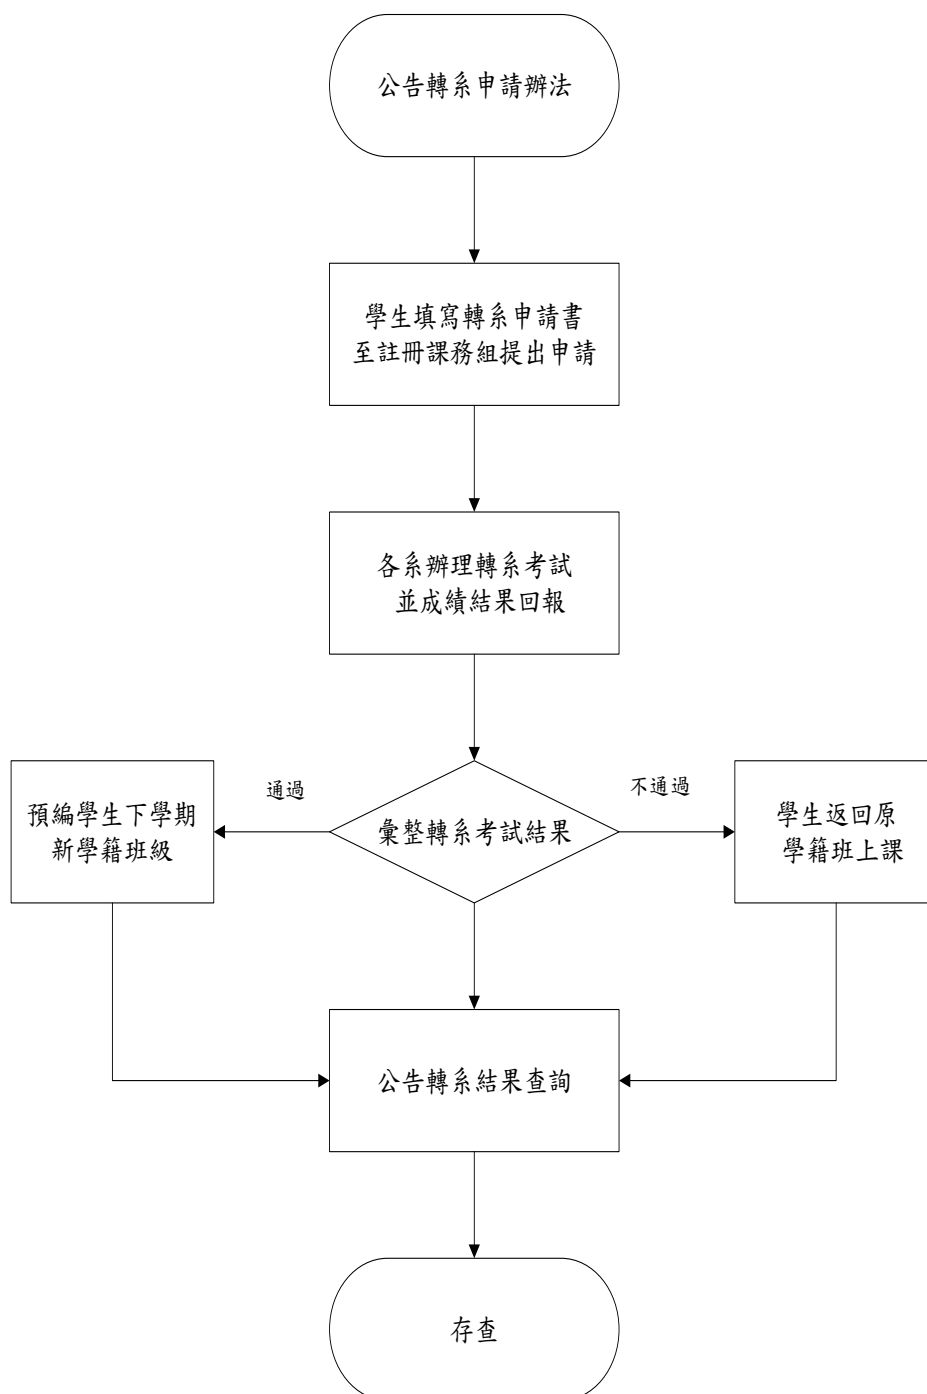 公告轉系申請辦法
學生填寫轉系申請書
至註冊課務組提出申請
各系辦理轉系考試
並成績結果回報
通過
不通過
預編學生下學期
新學籍班級
彙整轉系考試結果
學生返回原
學籍班上課
公告轉系結果查詢
存查